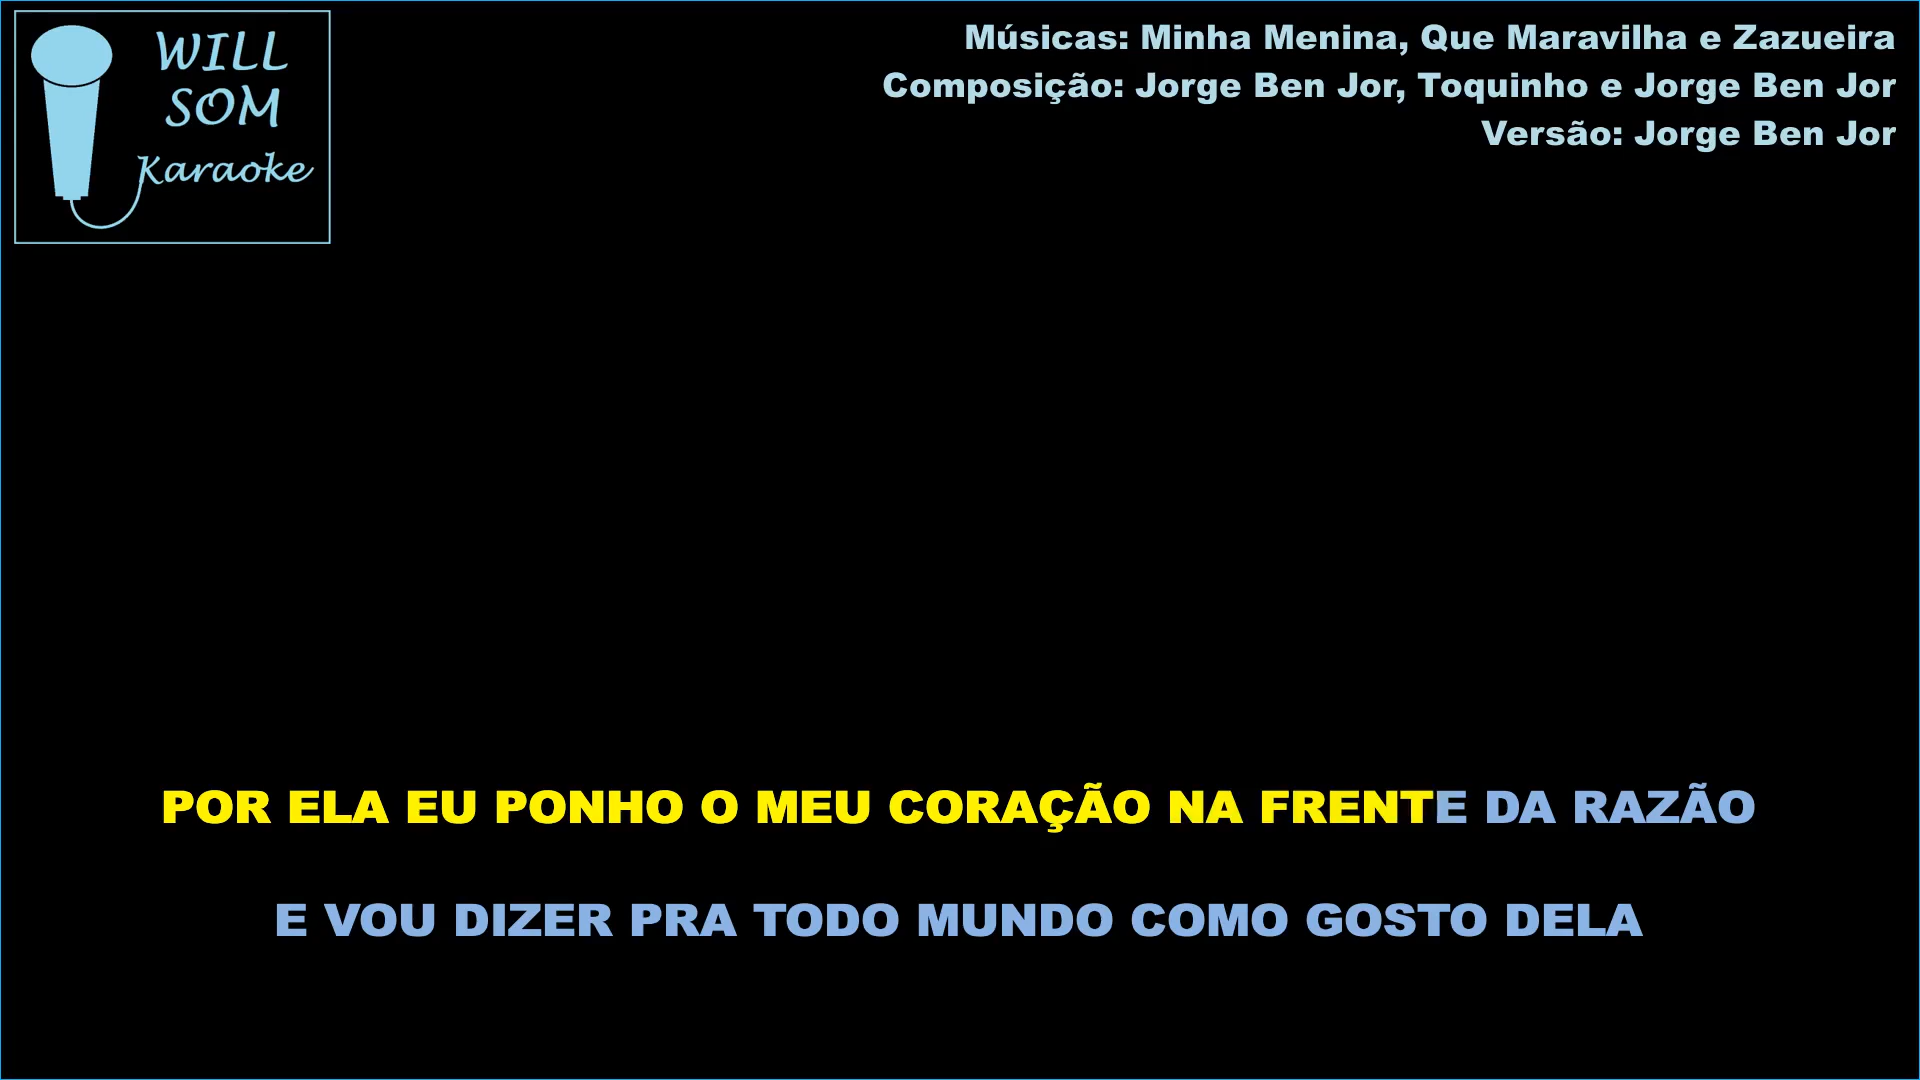 WILL
SOM
Karaoke
Músicas: Minha Menina, Que Maravilha e Zazueira
Composição: Jorge Ben Jor, Toquinho e Jorge Ben Jor
Versão: Jorge Ben Jor
POR ELA EU PONHO O MEU CORAÇÃO NA FRENTE DA RAZÃO
E VOU DIZER PRA TODO MUNDO COMO GOSTO DELA